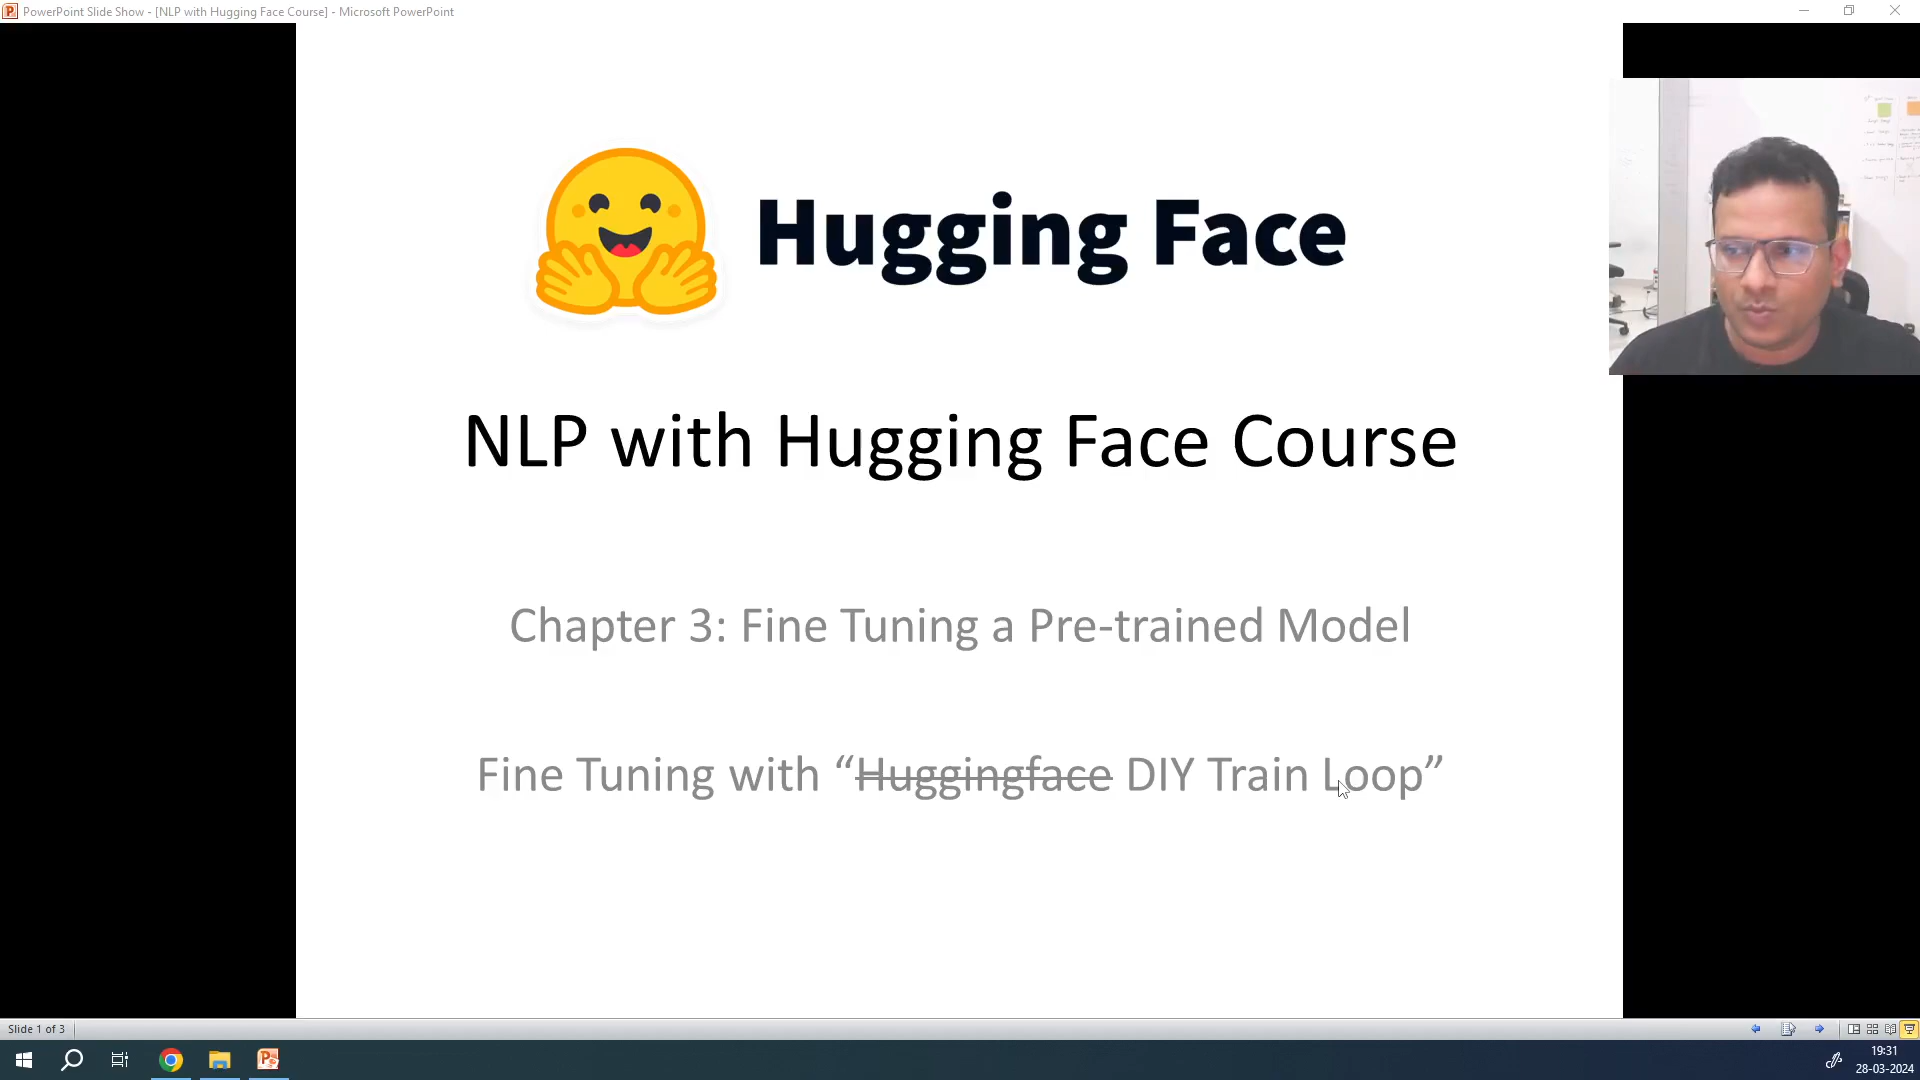 PowerPoint Slide Show - [NLP with Hugging Face Course] - Microsoft PowerPoint
Hugging Face
NLP with Hugging Face Course
Chapter 3: Fine Tuning a Pre-trained Model
Fine Tuning with “Huggingface DIY Train Loop”
Slide 1 of 3
19:31
28-03-2024